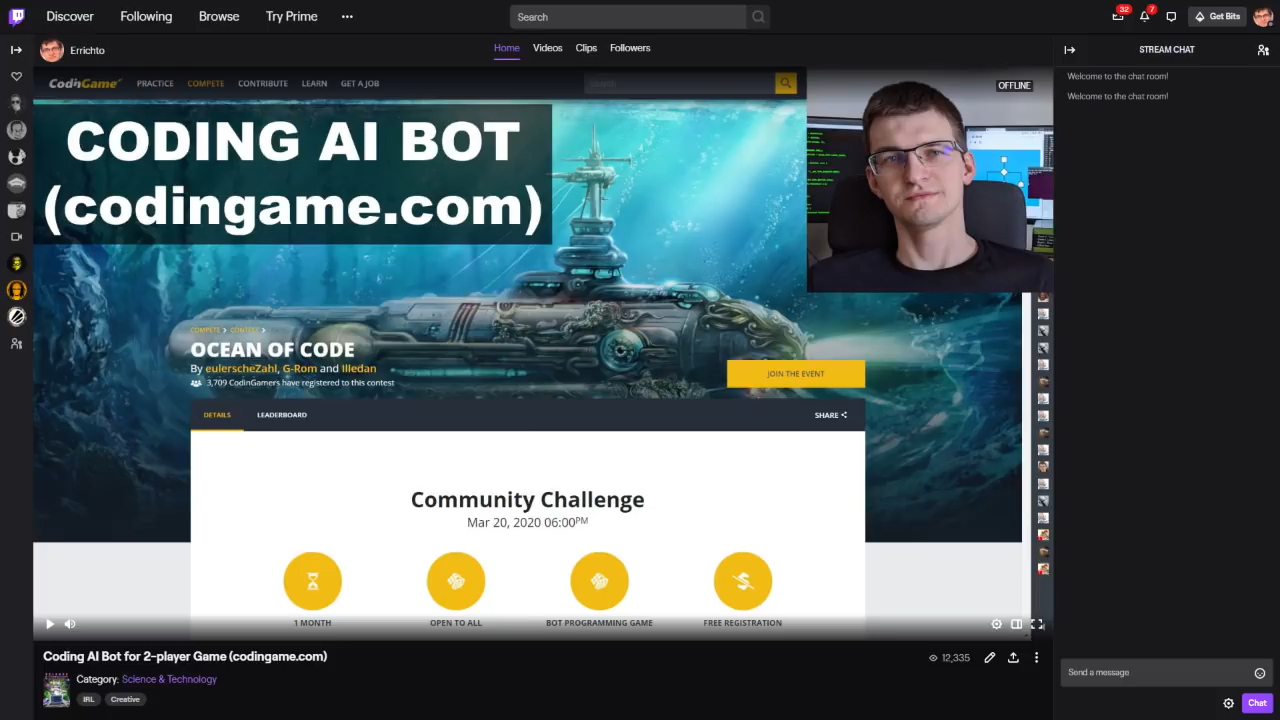 Discover
Following
Browse
Try Prime
Search
32
7
Get Bits
Errichto
Home
Videos
Clips
Followers
STREAM CHAT
Welcome to the chat room!
Welcome to the chat room!
CodinGame
PRACTICE
COMPETE
CONTRIBUTE
LEARN
GET A JOB
Search
OFFLINE
CODING AI BOT
(codingame.com)
COMPETE > CONTEST >
OCEAN OF CODE
By eulerscheZahl, G-Rom and Illedan
3,709 CodinGamers have registered to this contest
JOIN THE EVENT
DETAILS
LEADERBOARD
SHARE
Community Challenge
Mar 20, 2020 06:00PM
1 MONTH
OPEN TO ALL
BOT PROGRAMMING GAME
FREE REGISTRATION
Coding AI Bot for 2-player Game (codingame.com)
12,335
Category: Science & Technology
IRL
Creative
Send a message
Chat